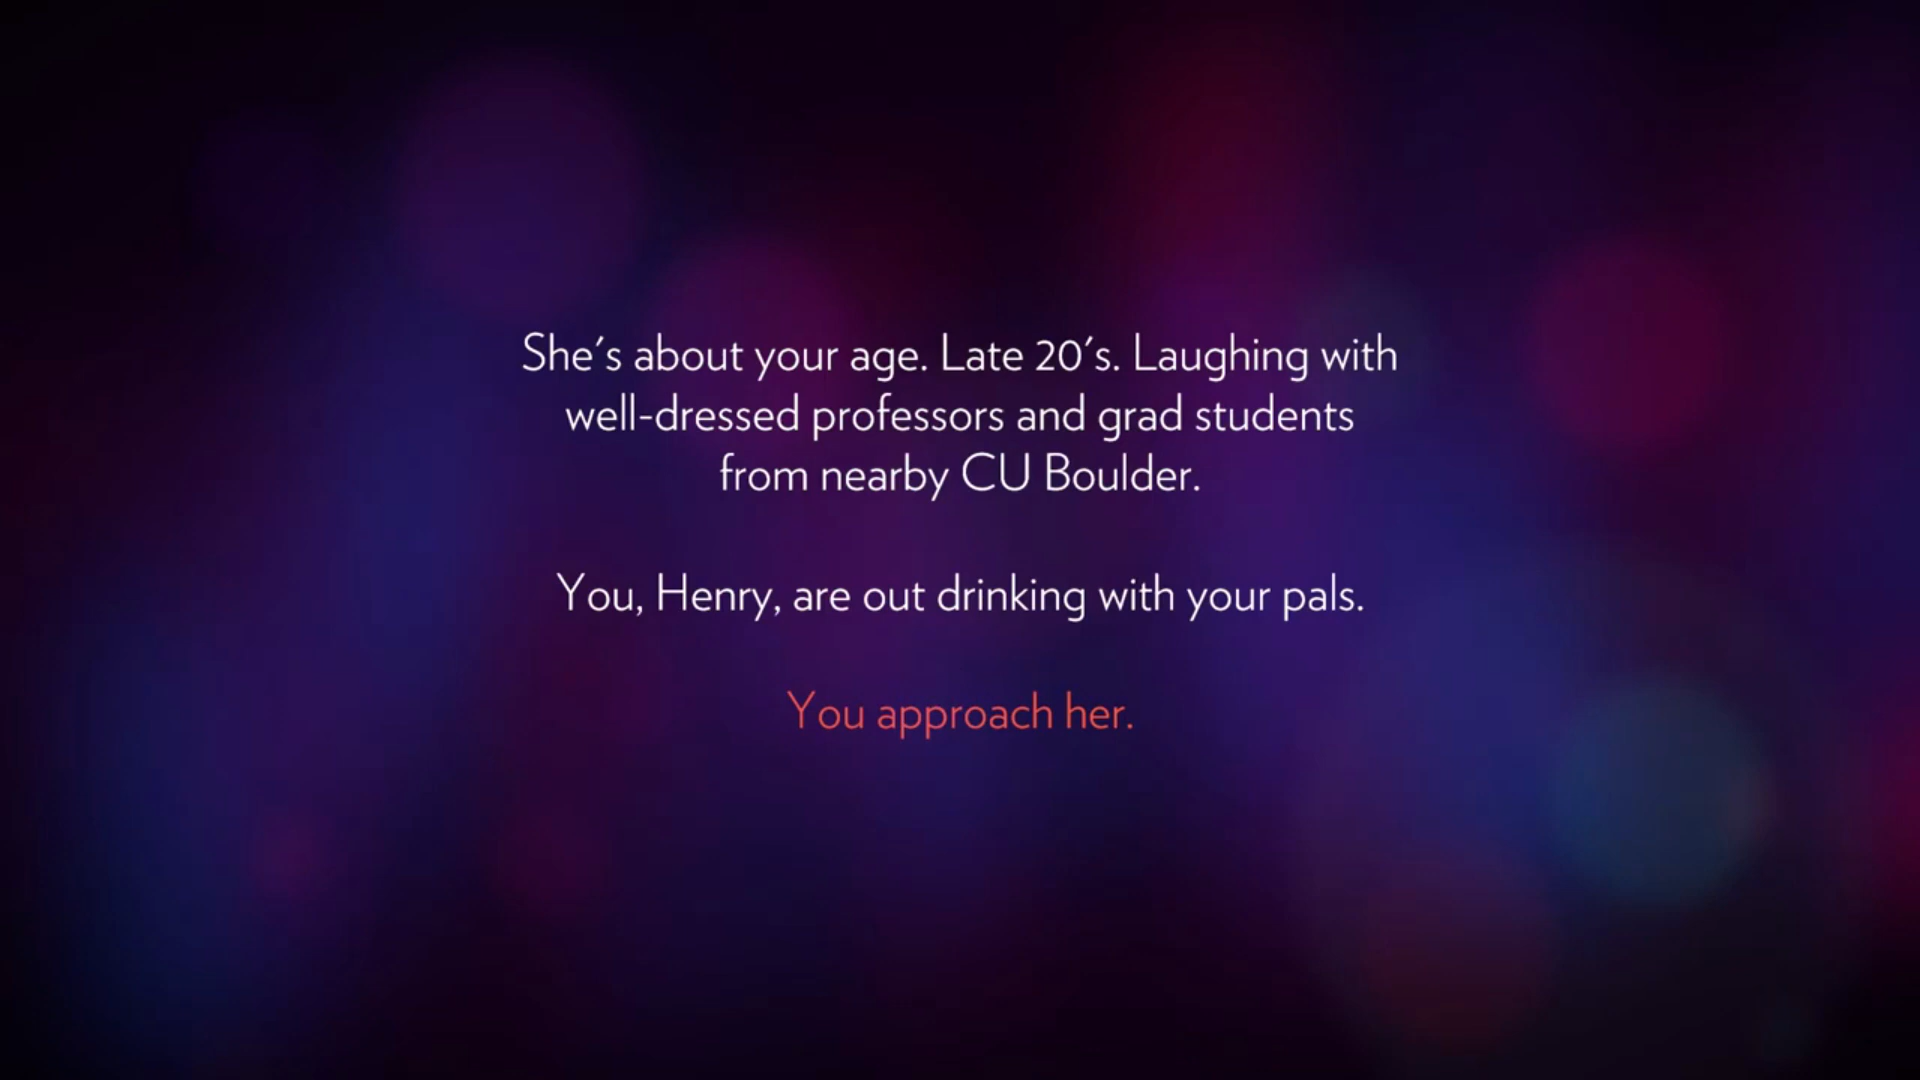 She's about your age. Late 20's. Laughing with
well-dressed professors and grad students
from nearby CU Boulder.
You, Henry, are out drinking with your pals.
You approach her.